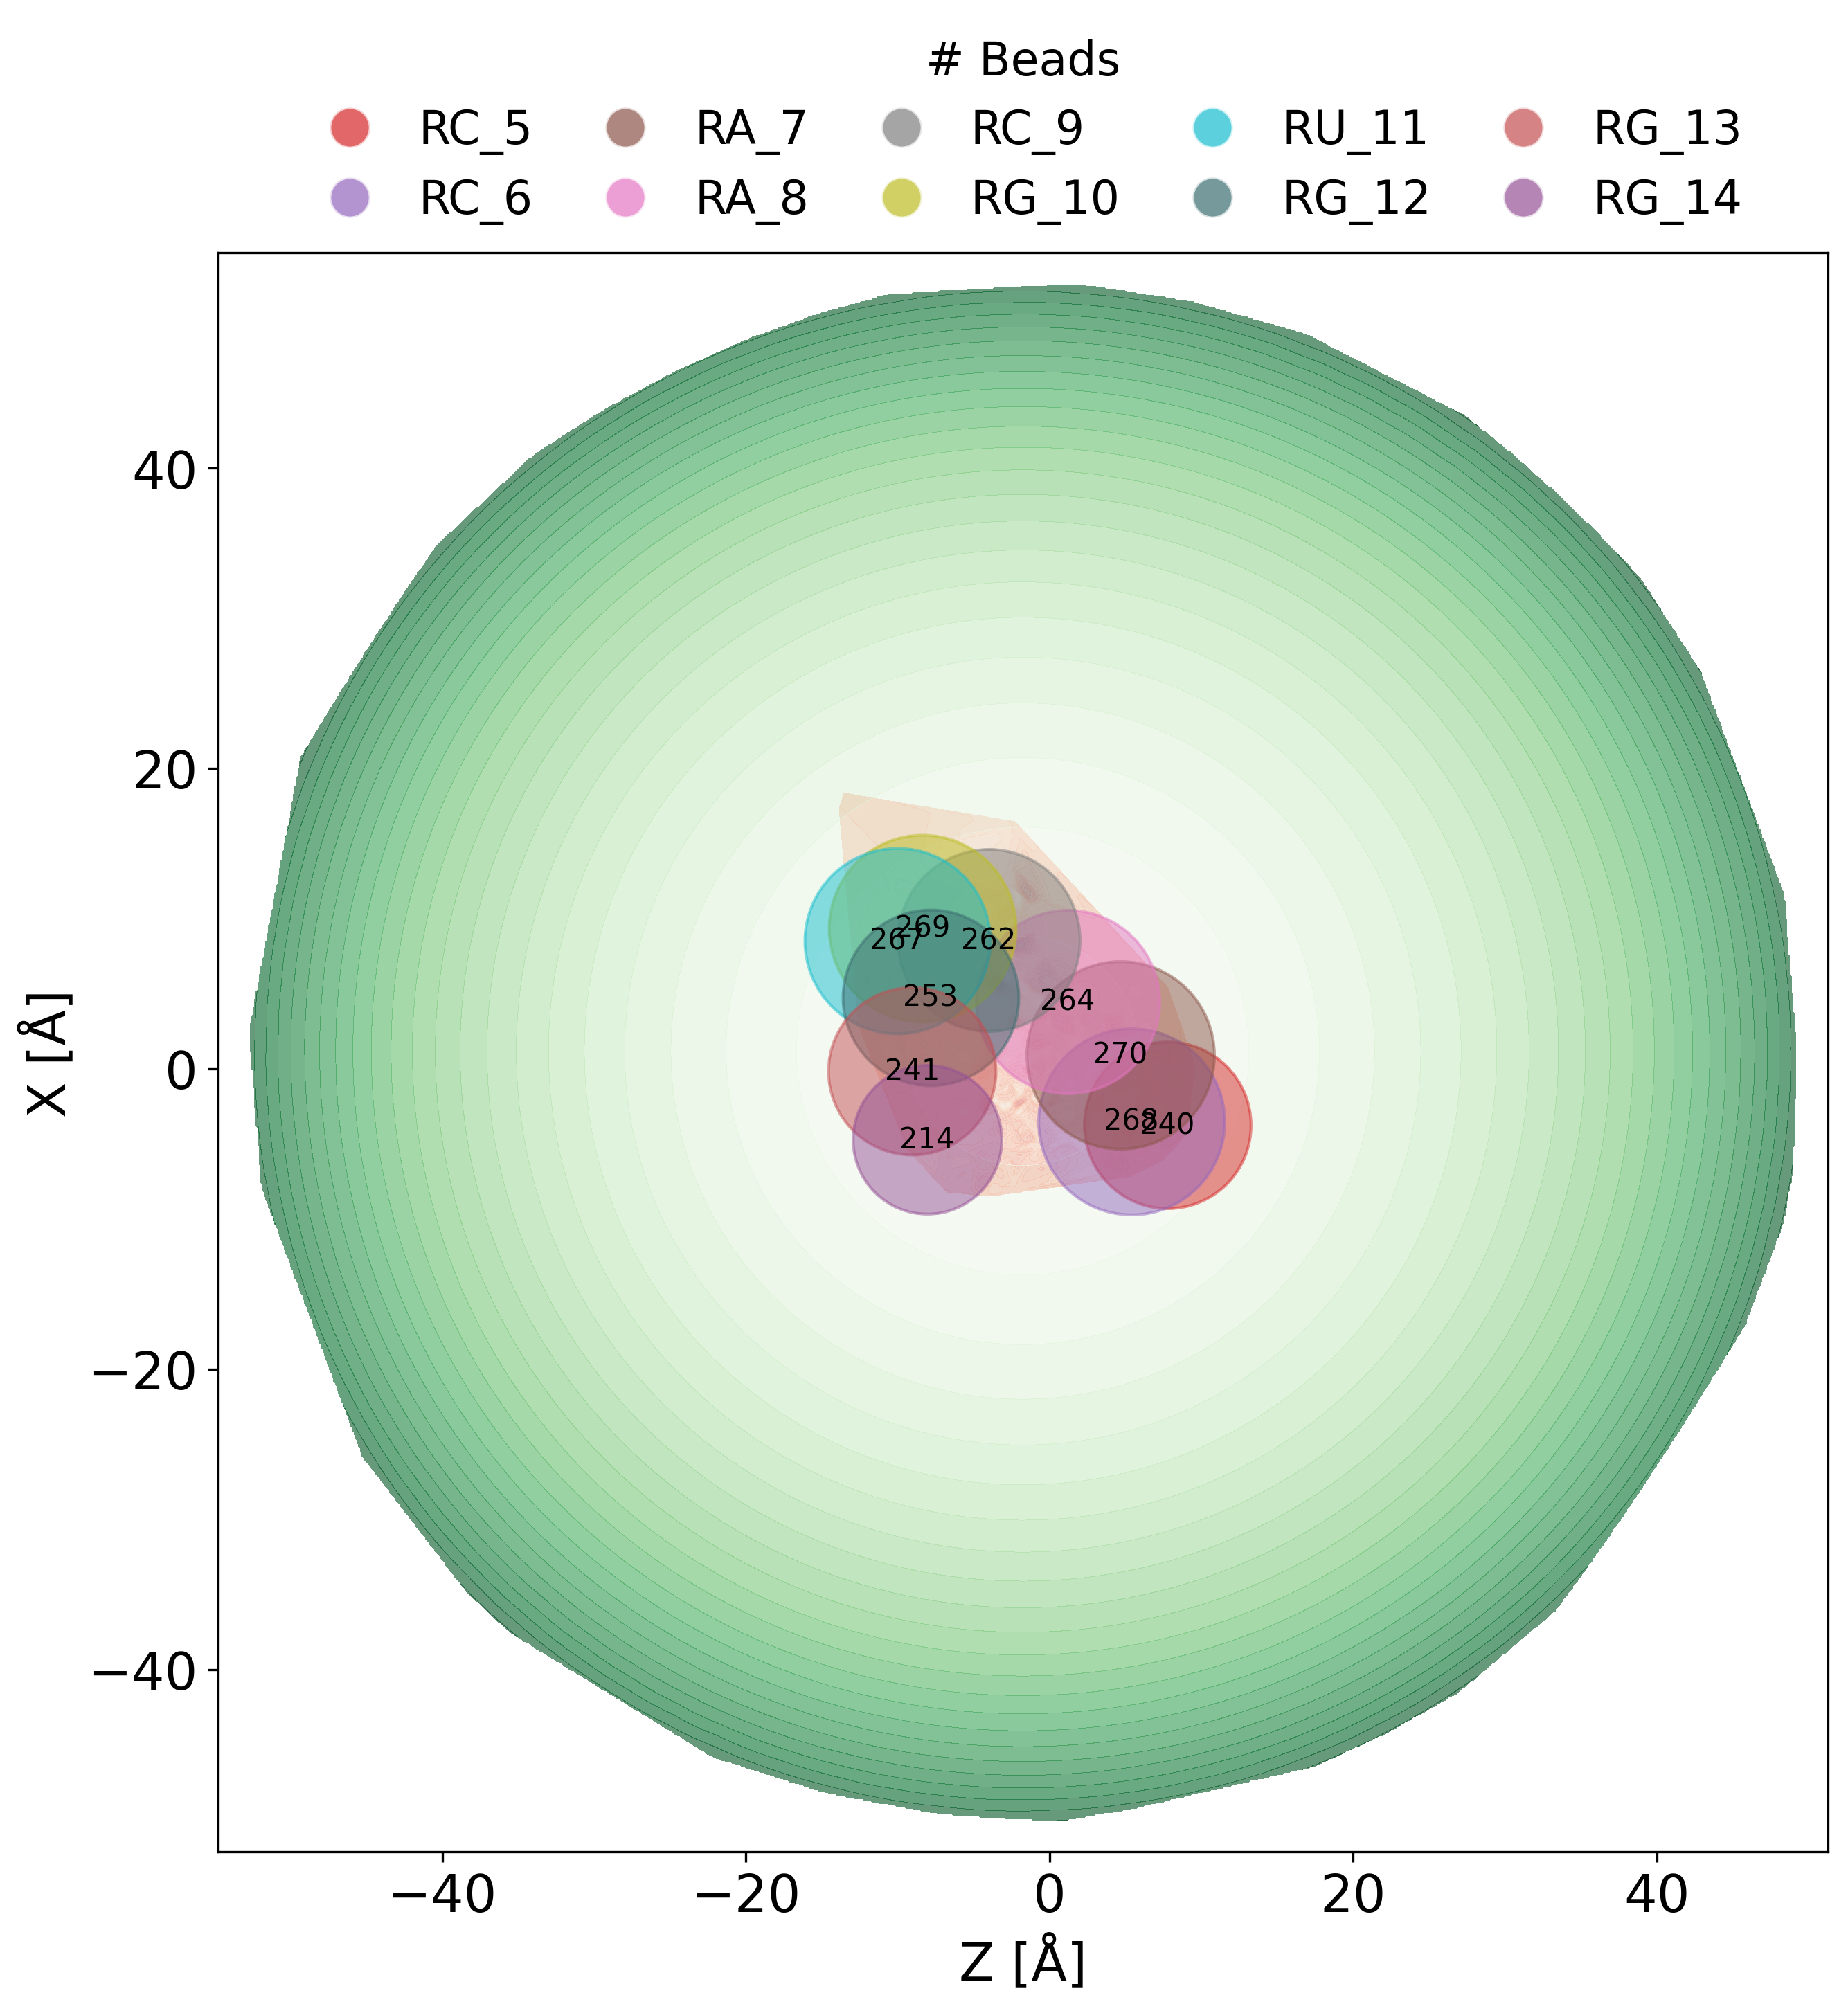 # Beads
RC_5 RA_7 RC_9 RU_11 RG_13
RC_6 RA_8 RG_10 RG_12 RG_14
X [Å]
40
20
0
−20
−40
269
267 262
253 264
270
241
268 240
214
−40 −20 0 20 40
Z [Å]